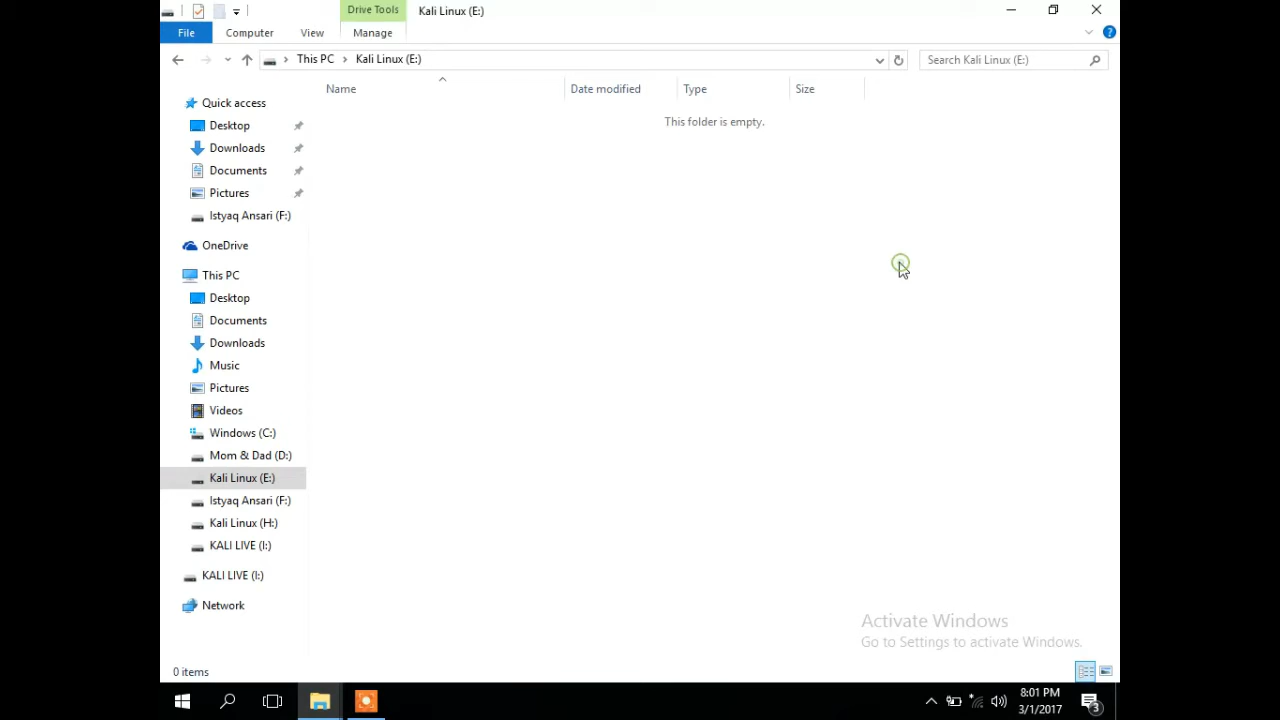 Drive Tools
Kali Linux (E:)
File
Computer
View
Manage
This PC
Kali Linux (E:)
Search Kali Linux (E:)
Name
Date modified
Type
Size
This folder is empty.
Quick access
Desktop
Downloads
Documents
Pictures
Istyaq Ansari (F:)
OneDrive
This PC
Desktop
Documents
Downloads
Music
Pictures
Videos
Windows (C:)
Mom & Dad (D:)
Kali Linux (E:)
Istyaq Ansari (F:)
Kali Linux (H:)
KALI LIVE (I:)
KALI LIVE (I:)
Network
Activate Windows
Go to Settings to activate Windows.
0 items
8:01 PM
3/1/2017
3